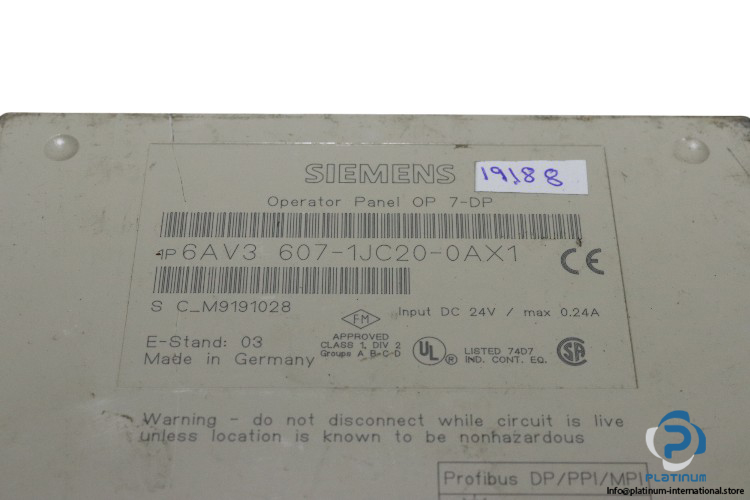 SIEMENS
19188
Operator Panel OP 7-DP
1P 6AV3 607-1JC20-0AX1
CE
S C_M9191028
FM
Input DC 24V / max 0.24A
APPROVED
CLASS 1, DIV 2
Groups A B-C-D
E-Stand: 03
Made in Germany
UL
®
LISTED 74D7
IND. CONT. EQ.
SA
Warning - do not disconnect while circuit is live
unless location is known to be nonhazardous
Profibus DP/PPI/MPI
PLATINUM
info@platinum-international.store